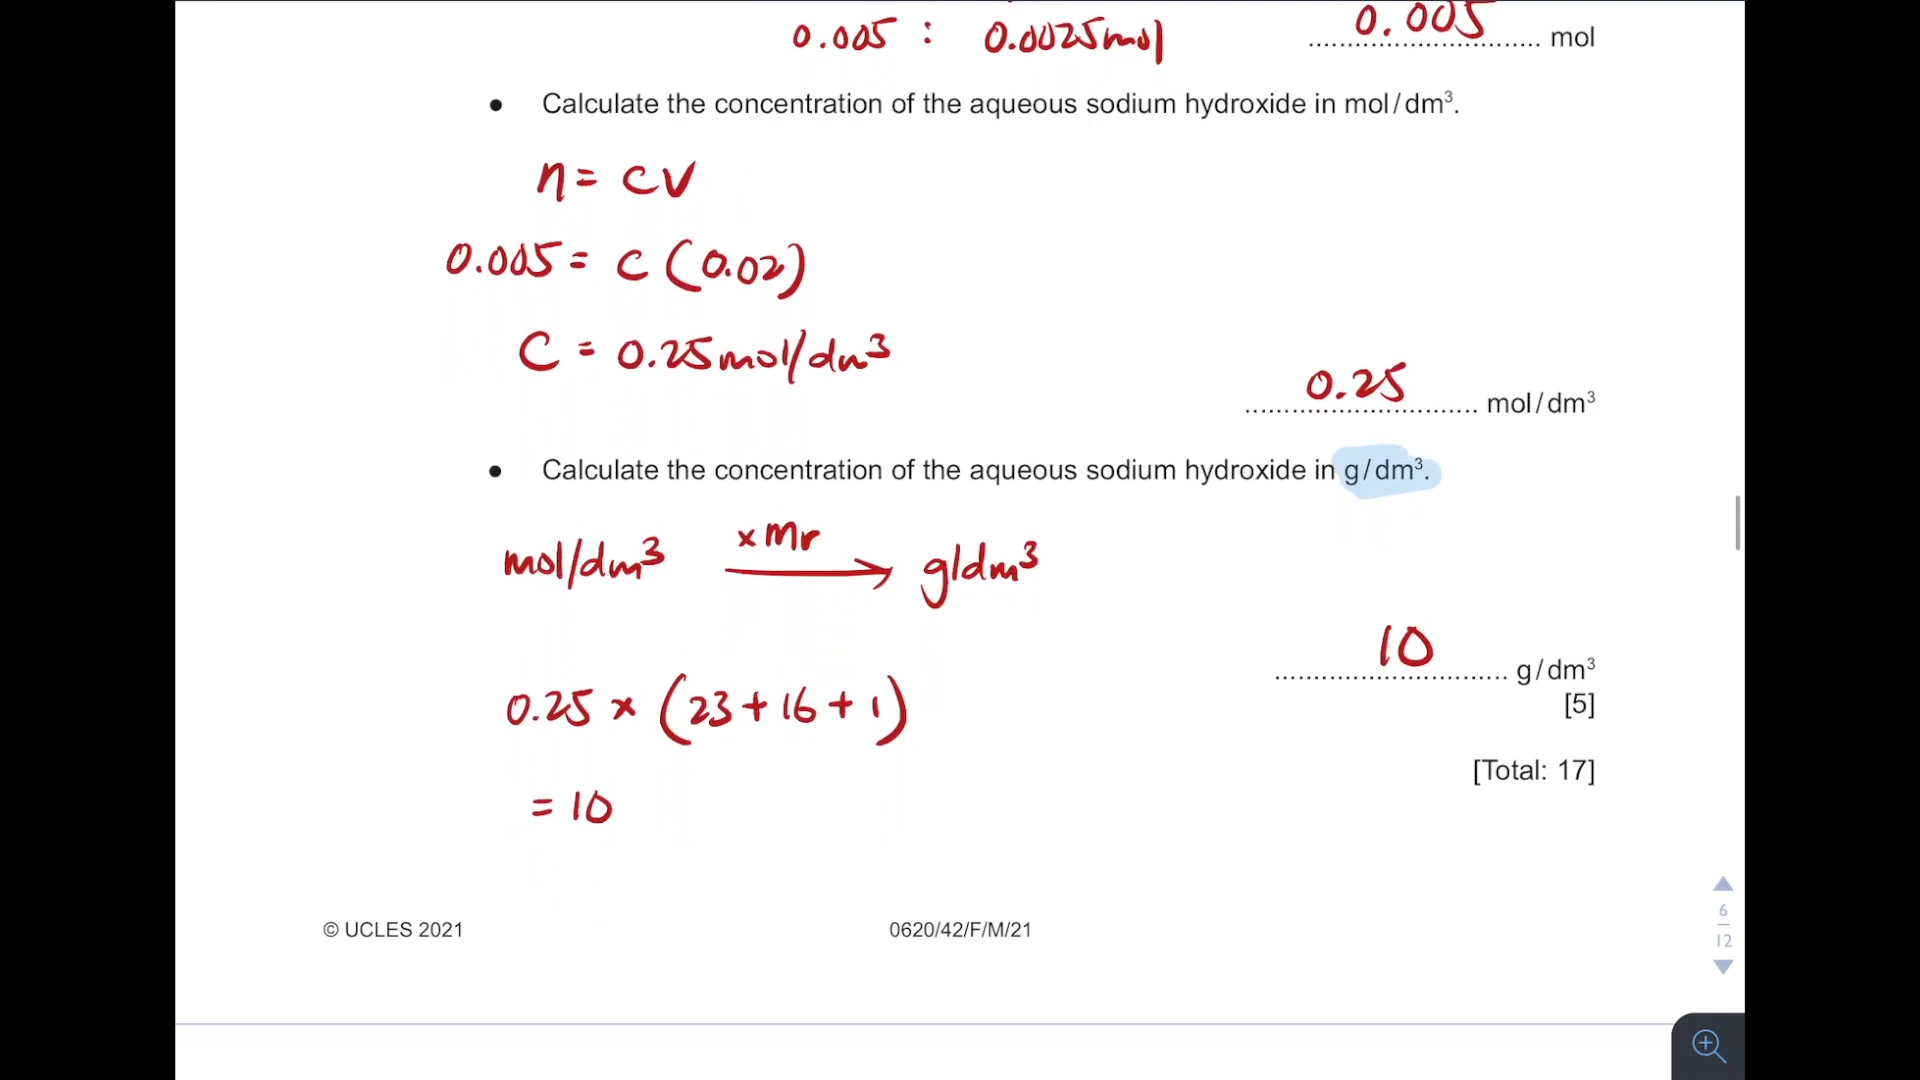 0.005 : 0.0025mol
0.005 mol
• Calculate the concentration of the aqueous sodium hydroxide in mol/dm³.
n = cV
0.005 = c (0.02)
C = 0.25mol/dm³
0.25 mol/dm³
• Calculate the concentration of the aqueous sodium hydroxide in g/dm³.
mol/dm³ ×Mr → g/dm³
10 g/dm³
[5]
0.25 × (23+16+1)
[Total: 17]
= 10
6
12
© UCLES 2021 0620/42/F/M/21